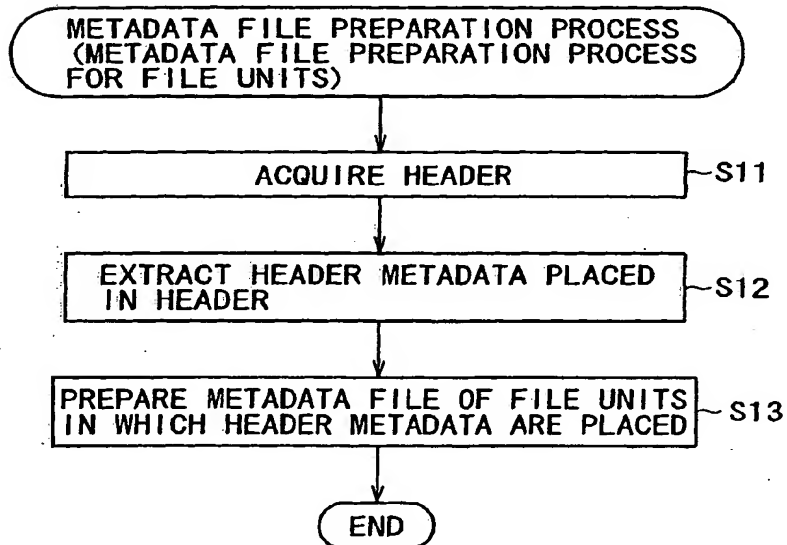 METADATA FILE PREPARATION PROCESS
(METADATA FILE PREPARATION PROCESS
FOR FILE UNITS)
ACQUIRE HEADER
S11
EXTRACT HEADER METADATA PLACED
IN HEADER
S12
PREPARE METADATA FILE OF FILE UNITS
IN WHICH HEADER METADATA ARE PLACED
S13
END